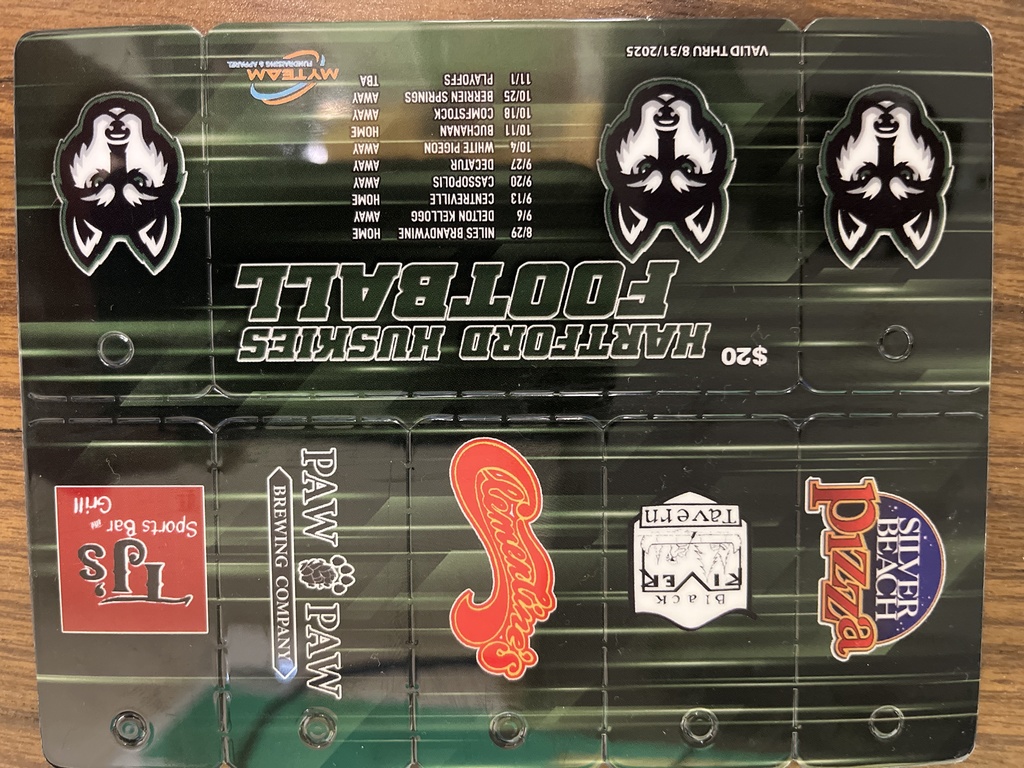 $20 HARTFORD HUSKIES
FOOTBALL
8/29 NILES BRANDYWINE HOME
9/6 DELTON KELLOGG AWAY
9/13 CENTREVILLE HOME
9/20 CASSOPOLIS AWAY
9/27 DECATUR AWAY
10/4 WHITE PIGEON AWAY
10/11 BUCHANAN HOME
10/18 COMPSTOCK AWAY
10/25 BERRIEN SPRINGS AWAY
11/1 PLAYOFFS TBA
VALID THRU 8/31/2025
MYTEAM
FUNDRAISING & APPAREL
SILVER
BEACH
pizza
Black
RIVER
Tavern
Clementine's
PAW PAW
BREWING COMPANY
TJ's
Sports Bar and
Grill